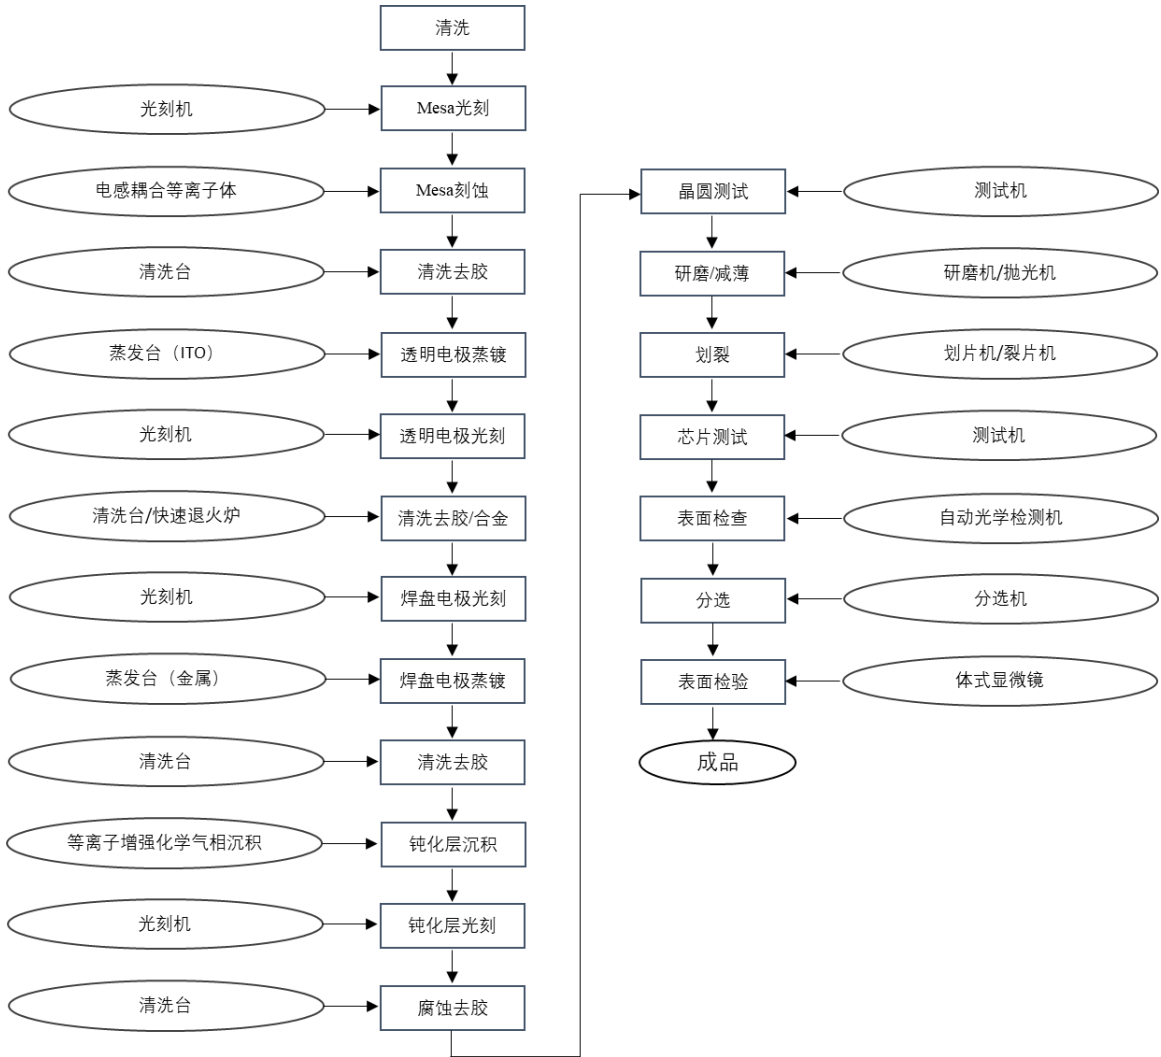 清洗
光刻机
Mesa光刻
电感耦合等离子体
Mesa刻蚀
清洗台
清洗去胶
蒸发台（ITO）
透明电极蒸镀
光刻机
透明电极光刻
清洗台/快速退火炉
清洗去胶/合金
光刻机
焊盘电极光刻
蒸发台（金属）
焊盘电极蒸镀
清洗台
清洗去胶
等离子增强化学气相沉积
钝化层沉积
光刻机
钝化层光刻
清洗台
腐蚀去胶
晶圆测试
测试机
研磨/减薄
研磨机/抛光机
划裂
划片机/裂片机
芯片测试
测试机
表面检查
自动光学检测机
分选
分选机
表面检验
体式显微镜
成品